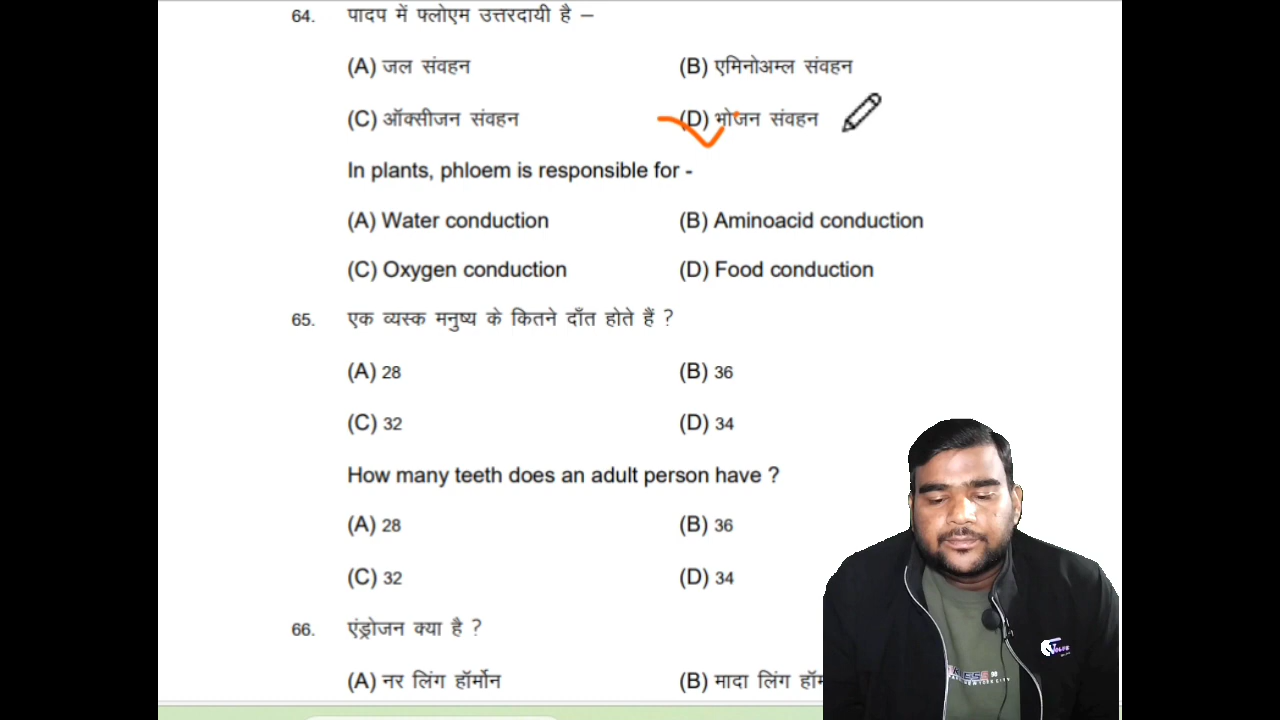 64. पादप में फ्लोएम उत्तरदायी है –
(A) जल संवहन (B) एमिनोअम्ल संवहन
(C) ऑक्सीजन संवहन (D) भोजन संवहन
In plants, phloem is responsible for -
(A) Water conduction (B) Aminoacid conduction
(C) Oxygen conduction (D) Food conduction
65. एक व्यस्क मनुष्य के कितने दाँत होते हैं ?
(A) 28 (B) 36
(C) 32 (D) 34
How many teeth does an adult person have ?
(A) 28 (B) 36
(C) 32 (D) 34
66. एंड्रोजन क्या है ?
(A) नर लिंग हॉर्मोन (B) मादा लिंग